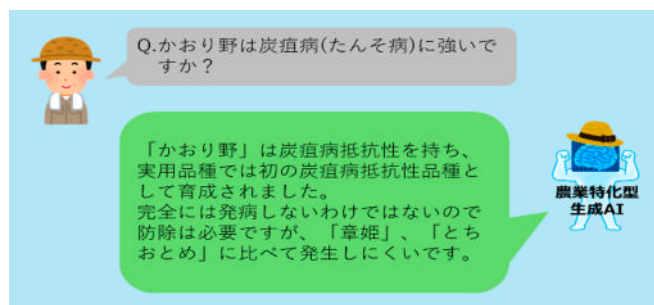 Q.かおり野は炭疽病(たんそ病)に強いで
すか？
「かおり野」は炭疽病抵抗性を持ち、
実用品種では初の炭疽病抵抗性品種と
して育成されました。
完全には発病しないわけではないので
防除は必要ですが、「章姫」、「とち
おとめ」に比べて発生しにくいです。
農業特化型
生成AI